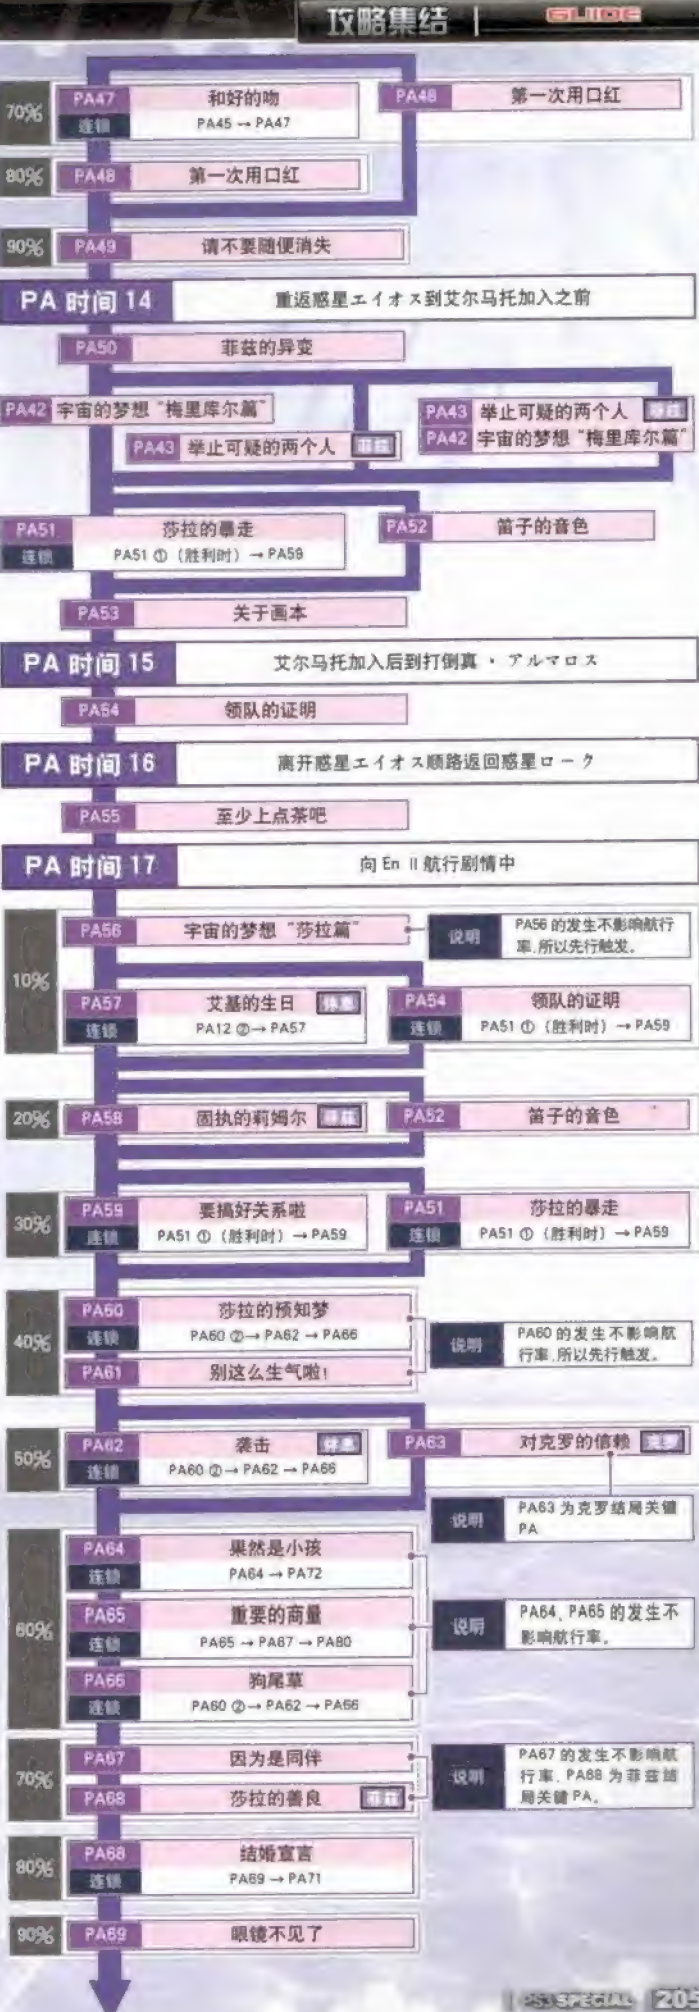 攻略集结
GUIDE
70%
PA47 和好的吻
连锁 PA45 → PA47
PA48 第一次用口红
80%
PA48 第一次用口红
90%
PA49 请不要随便消失
PA 时间 14 重返惑星エイオス到艾尔马托加入之前
PA50 菲兹的异变
PA42 宇宙的梦想“梅里库尔篇”
PA43 举止可疑的两个人 菲兹
PA43 举止可疑的两个人 菲兹
PA42 宇宙的梦想“梅里库尔篇”
PA51 莎拉的暴走
连锁 PA51 ①（胜利时）→ PA59
PA52 笛子的音色
PA53 关于画本
PA 时间 15 艾尔马托加入后到打倒真・アルマロス
PA54 领队的证明
PA 时间 16 离开惑星エイオス顺路返回惑星ローク
PA55 至少上点茶吧
PA 时间 17 向 En II 航行剧情中
10%
PA56 宇宙的梦想“莎拉篇”
说明
PA56 的发生不影响航行
率,所以先行触发。
PA57 艾基的生日 休息
连锁 PA12 ②→ PA57
PA54 领队的证明
连锁 PA51 ①（胜利时）→ PA59
20%
PA58 固执的莉姆尔 菲兹
PA52 笛子的音色
30%
PA59 要搞好关系啦
连锁 PA51 ①（胜利时）→ PA59
PA51 莎拉的暴走
连锁 PA51 ①（胜利时）→ PA59
40%
PA60 莎拉的预知梦
连锁 PA60 ②→ PA62 → PA66
PA61 别这么生气啦!
说明
PA60 的发生不影响航
行率,所以先行触发。
50%
PA62 袭击 休息
连锁 PA60 ②→ PA62 → PA66
PA63 对克罗的信赖 克罗
说明
PA63 为克罗结局关键
PA
60%
PA64 果然是小孩
连锁 PA64 → PA72
PA65 重要的商量
连锁 PA65 → PA67 → PA80
PA66 狗尾草
连锁 PA60 ②→ PA62 → PA66
说明
PA64、PA65 的发生不
影响航行率。
70%
PA67 因为是同伴
PA68 莎拉的善良 菲兹
说明
PA67 的发生不影响航
行率, PA68 为菲兹结
局关键 PA。
80%
PA68 结婚宣言
连锁 PA69 → PA71
90%
PA69 眼镜不见了
PS3 SPECIAL